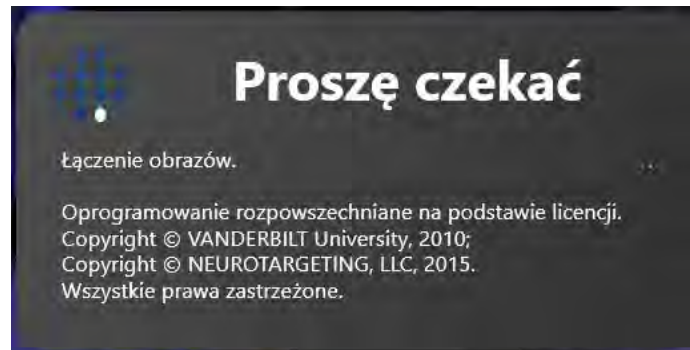 Proszę czekać
Łączenie obrazów.
...
Oprogramowanie rozpowszechniane na podstawie licencji.
Copyright © VANDERBILT University, 2010;
Copyright © NEUROTARGETING, LLC, 2015.
Wszystkie prawa zastrzeżone.